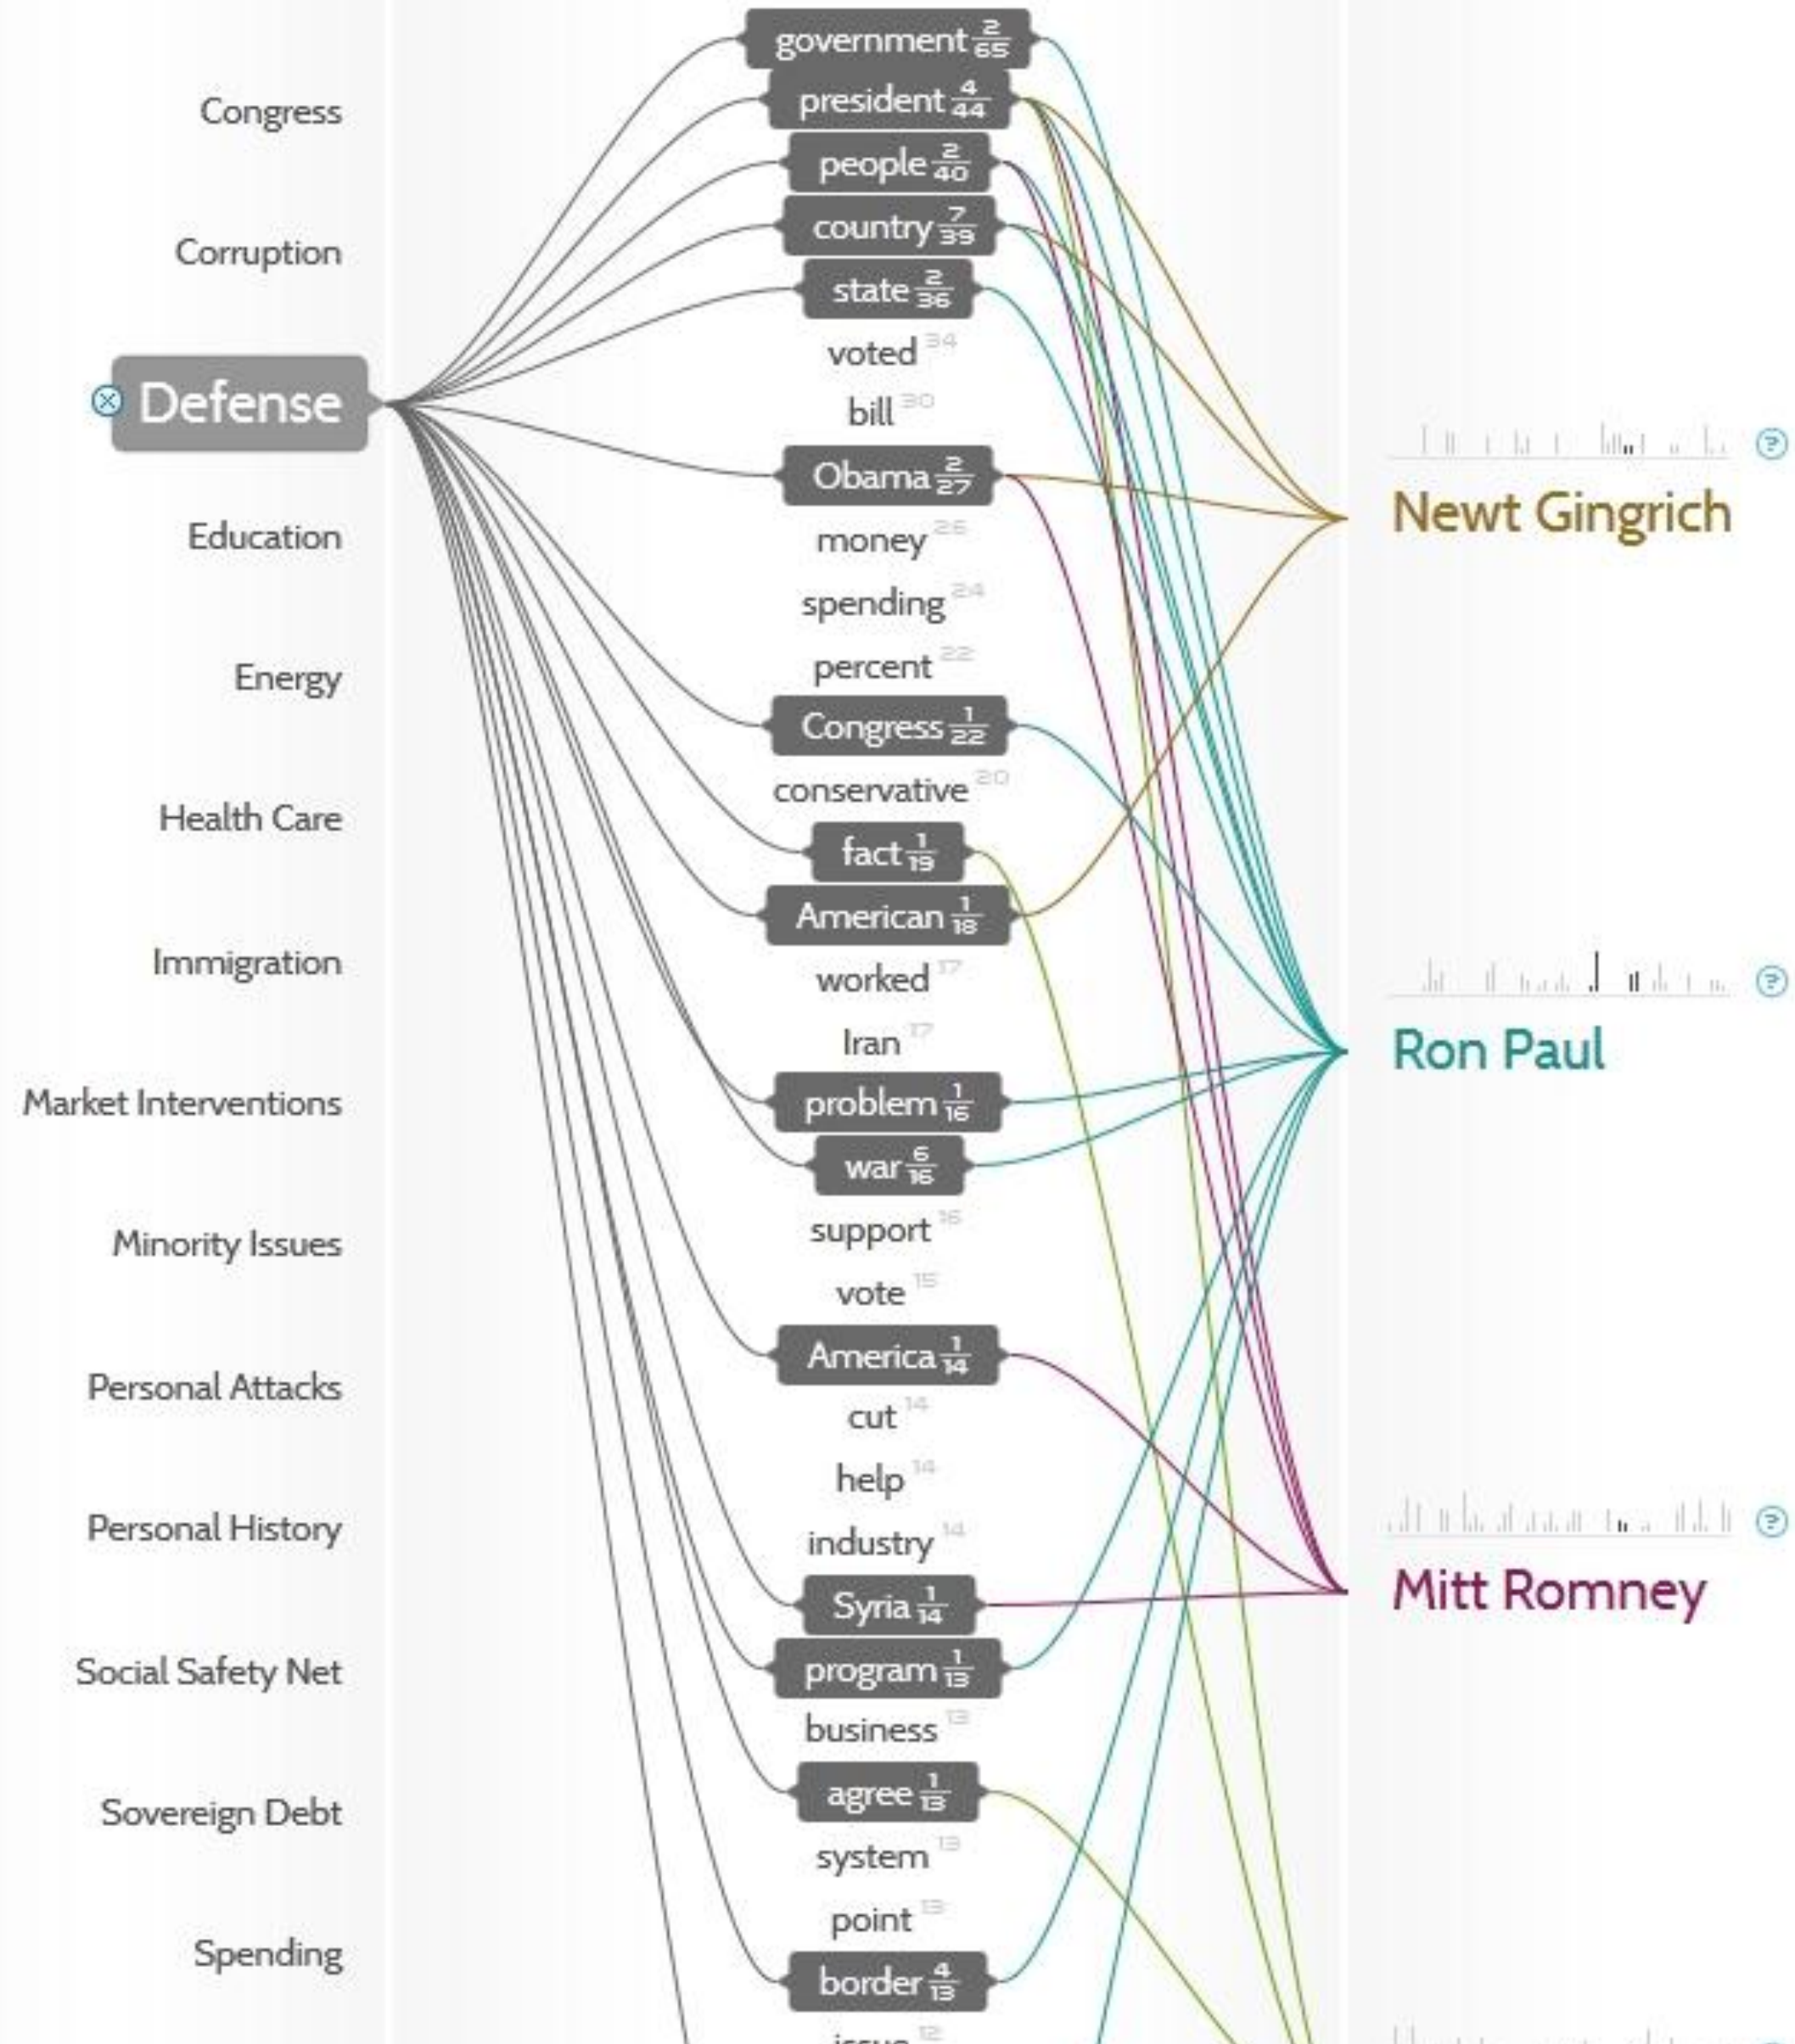 Congress
Corruption
Defense
Education
Energy
Health Care
Immigration
Market Interventions
Minority Issues
Personal Attacks
Personal History
Social Safety Net
Sovereign Debt
Spending
government 2/65
president 4/44
people 2/40
country 7/39
state 2/36
voted 34
bill 30
Obama 2/27
money 26
spending 24
percent 22
Congress 1/22
conservative 20
fact 1/19
American 1/18
worked 17
Iran 17
problem 1/16
war 6/16
support 16
vote 15
America 1/14
cut 14
help 14
industry 14
Syria 1/14
program 1/13
business 13
agree 1/13
system 13
point 13
border 4/13
issue 12
?
Newt Gingrich
?
Ron Paul
?
Mitt Romney